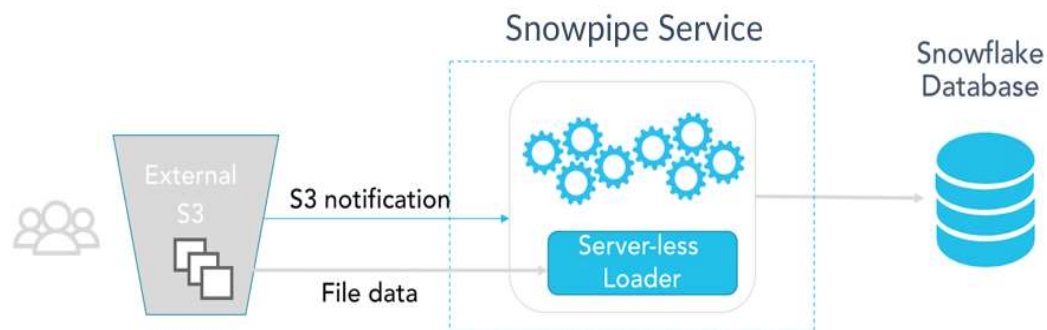 Snowpipe Service
Snowflake
Database
External
S3
S3 notification
Server-less
Loader
File data